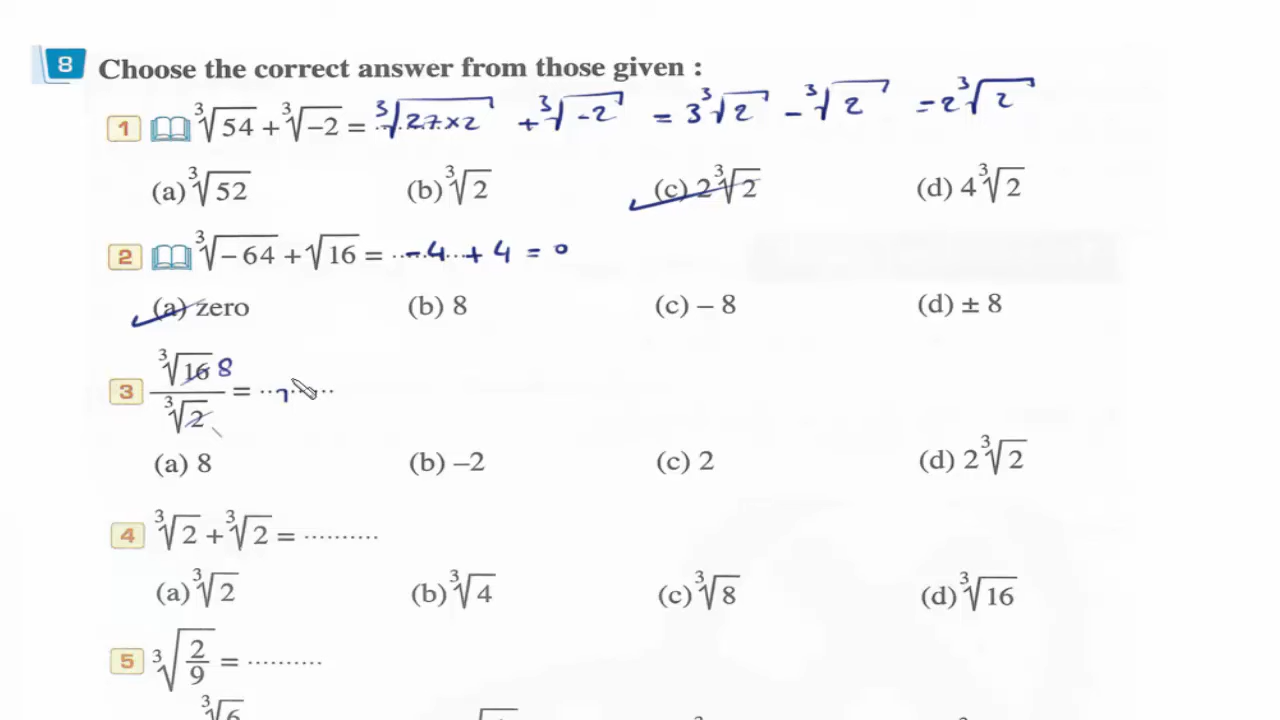 8 Choose the correct answer from those given :
1 ∛54 + ∛-2 = ∛27×2 + ∛-2 = 3∛2 - ∛2 = 2∛2
(a) ∛52 (b) ∛2 (c) 2∛2 (d) 4∛2
2 ∛-64 + √16 = -4 + 4 = 0
(a) zero (b) 8 (c) – 8 (d) ± 8
3 ∛16 8 / ∛2 = ..........
(a) 8 (b) –2 (c) 2 (d) 2∛2
4 ∛2 + ∛2 = ..........
(a) ∛2 (b) ∛4 (c) ∛8 (d) ∛16
5 ∛(2/9) = ..........
∛6